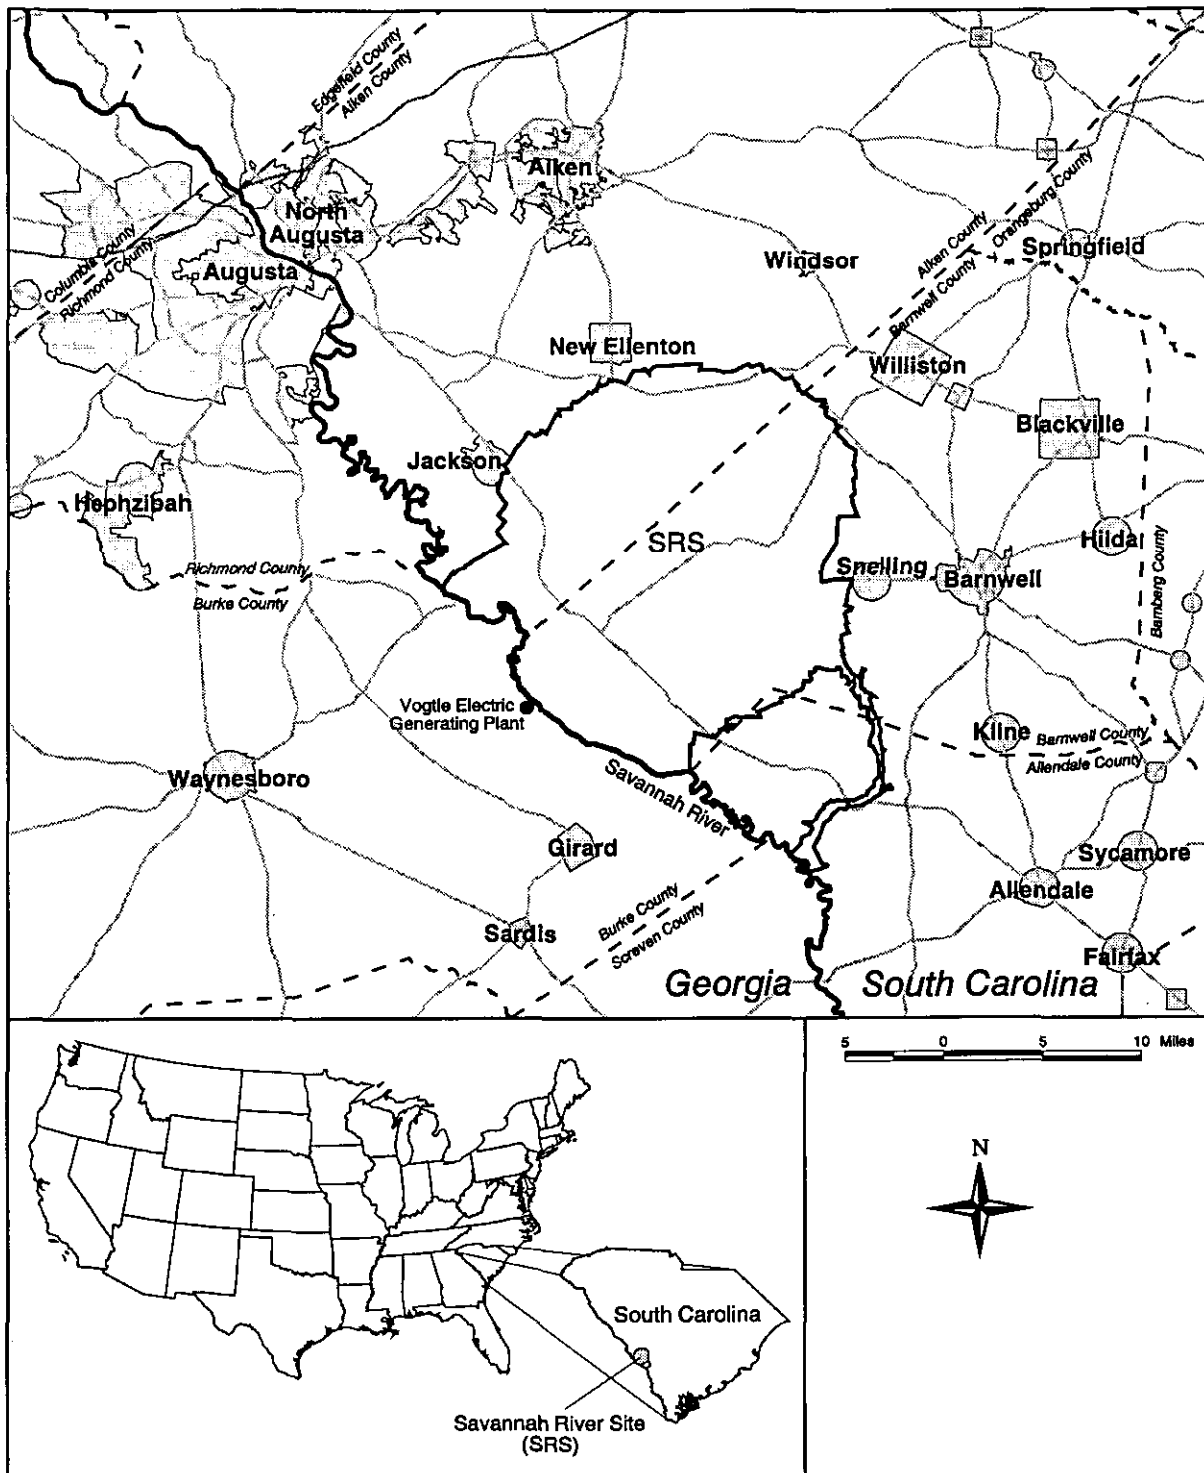 Edgefield County
Aiken County
Aiken
North
Augusta
Augusta
Columbia County
Richmond County
Windsor
Aiken County
Orangeburg County
Barnwell County
Springfield
New Ellenton
Williston
Blackville
Jackson
Hephzibah
SRS
Hilda
Snelling
Barnwell
Bamberg County
Richmond County
Burke County
Vogtle Electric
Generating Plant
Kline
Barnwell County
Allendale County
Waynesboro
Savannah River
Girard
Sycamore
Allendale
Sardis
Burke County
Screven County
Fairfax
Georgia
South Carolina
5 0 5 10 Miles
N
South Carolina
Savannah River Site
(SRS)